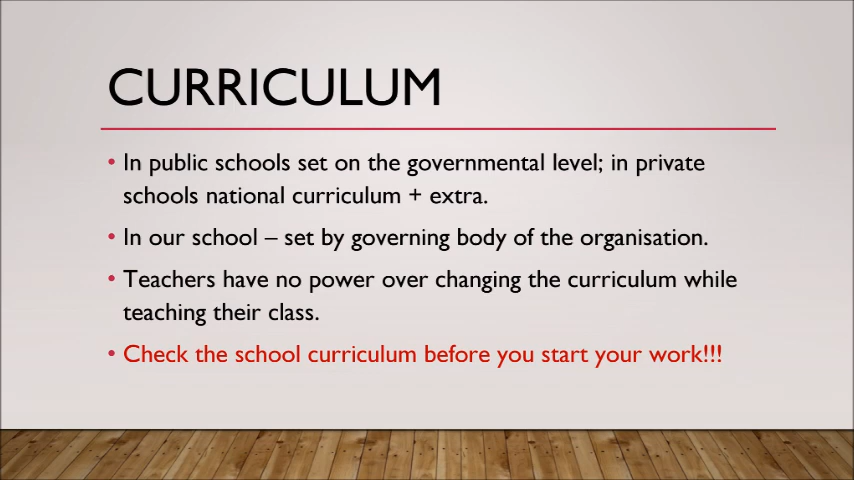 CURRICULUM
• In public schools set on the governmental level; in private
schools national curriculum + extra.
• In our school – set by governing body of the organisation.
• Teachers have no power over changing the curriculum while
teaching their class.
• Check the school curriculum before you start your work!!!